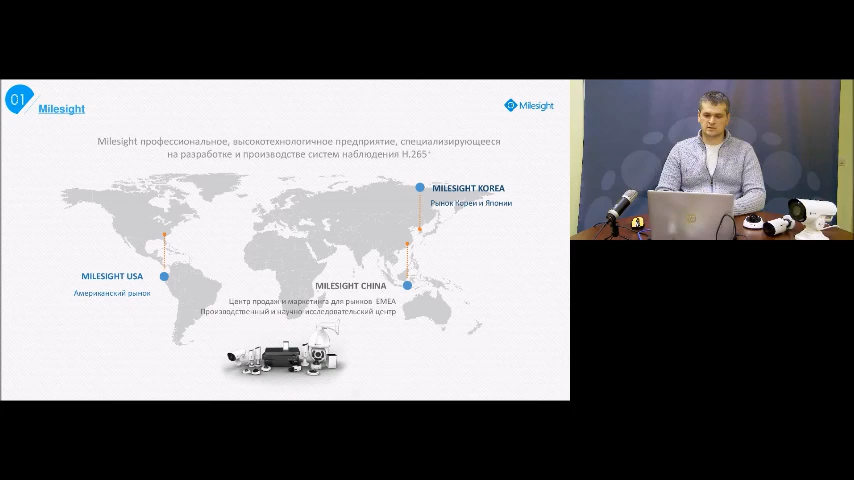 01
Milesight
Milesight
Milesight профессиональное, высокотехнологичное предприятие, специализирующееся
на разработке и производстве систем наблюдения H.265+
MILESIGHT KOREA
Рынок Кореи и Японии
MILESIGHT USA
Американский рынок
MILESIGHT CHINA
Центр продаж и маркетинга для рынков EMEA
Производственный и научно-исследовательский центр